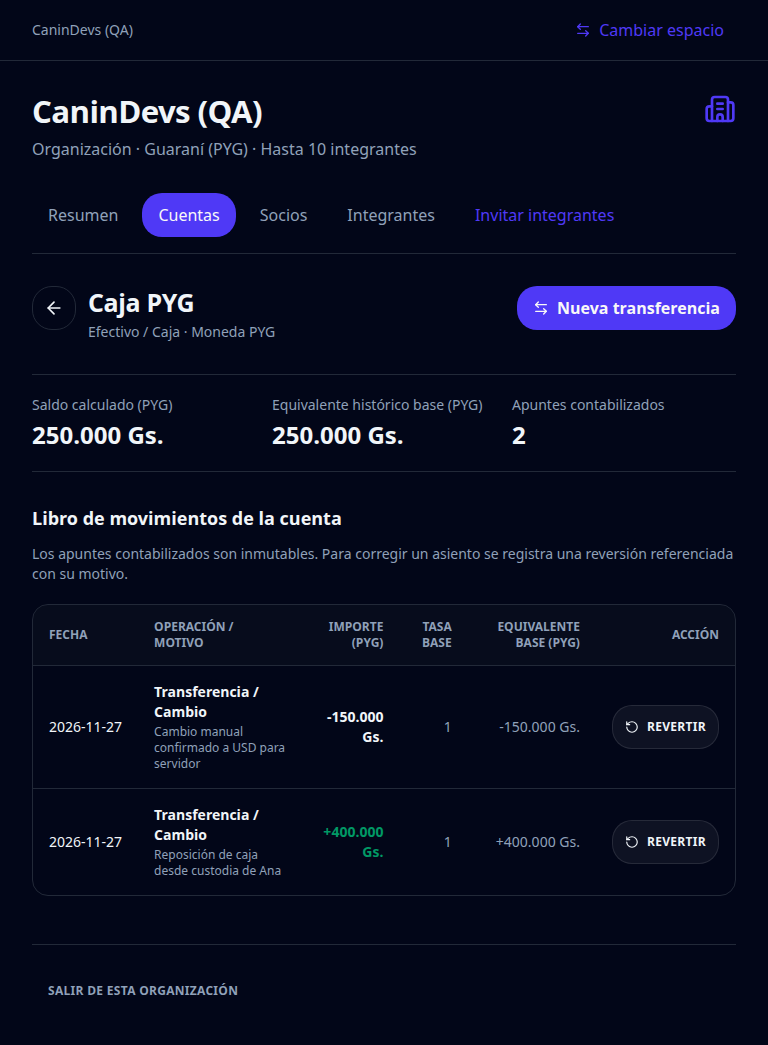 CaninDevs (QA)
Cambiar espacio
CaninDevs (QA)
Organización · Guaraní (PYG) · Hasta 10 integrantes
Resumen Cuentas Socios Integrantes Invitar integrantes
Caja PYG
Efectivo / Caja · Moneda PYG
Nueva transferencia
Saldo calculado (PYG)
250.000 Gs.
Equivalente histórico base (PYG)
250.000 Gs.
Apuntes contabilizados
2
Libro de movimientos de la cuenta
Los apuntes contabilizados son inmutables. Para corregir un asiento se registra una reversión referenciada
con su motivo.
FECHA
OPERACIÓN /
MOTIVO
IMPORTE
(PYG)
TASA
BASE
EQUIVALENTE
BASE (PYG)
ACCIÓN
2026-11-27
Transferencia /
Cambio
Cambio manual
confirmado a USD para
servidor
-150.000
Gs.
1
-150.000 Gs.
REVERTIR
2026-11-27
Transferencia /
Cambio
Reposición de caja
desde custodia de Ana
+400.000
Gs.
1
+400.000 Gs.
REVERTIR
SALIR DE ESTA ORGANIZACIÓN